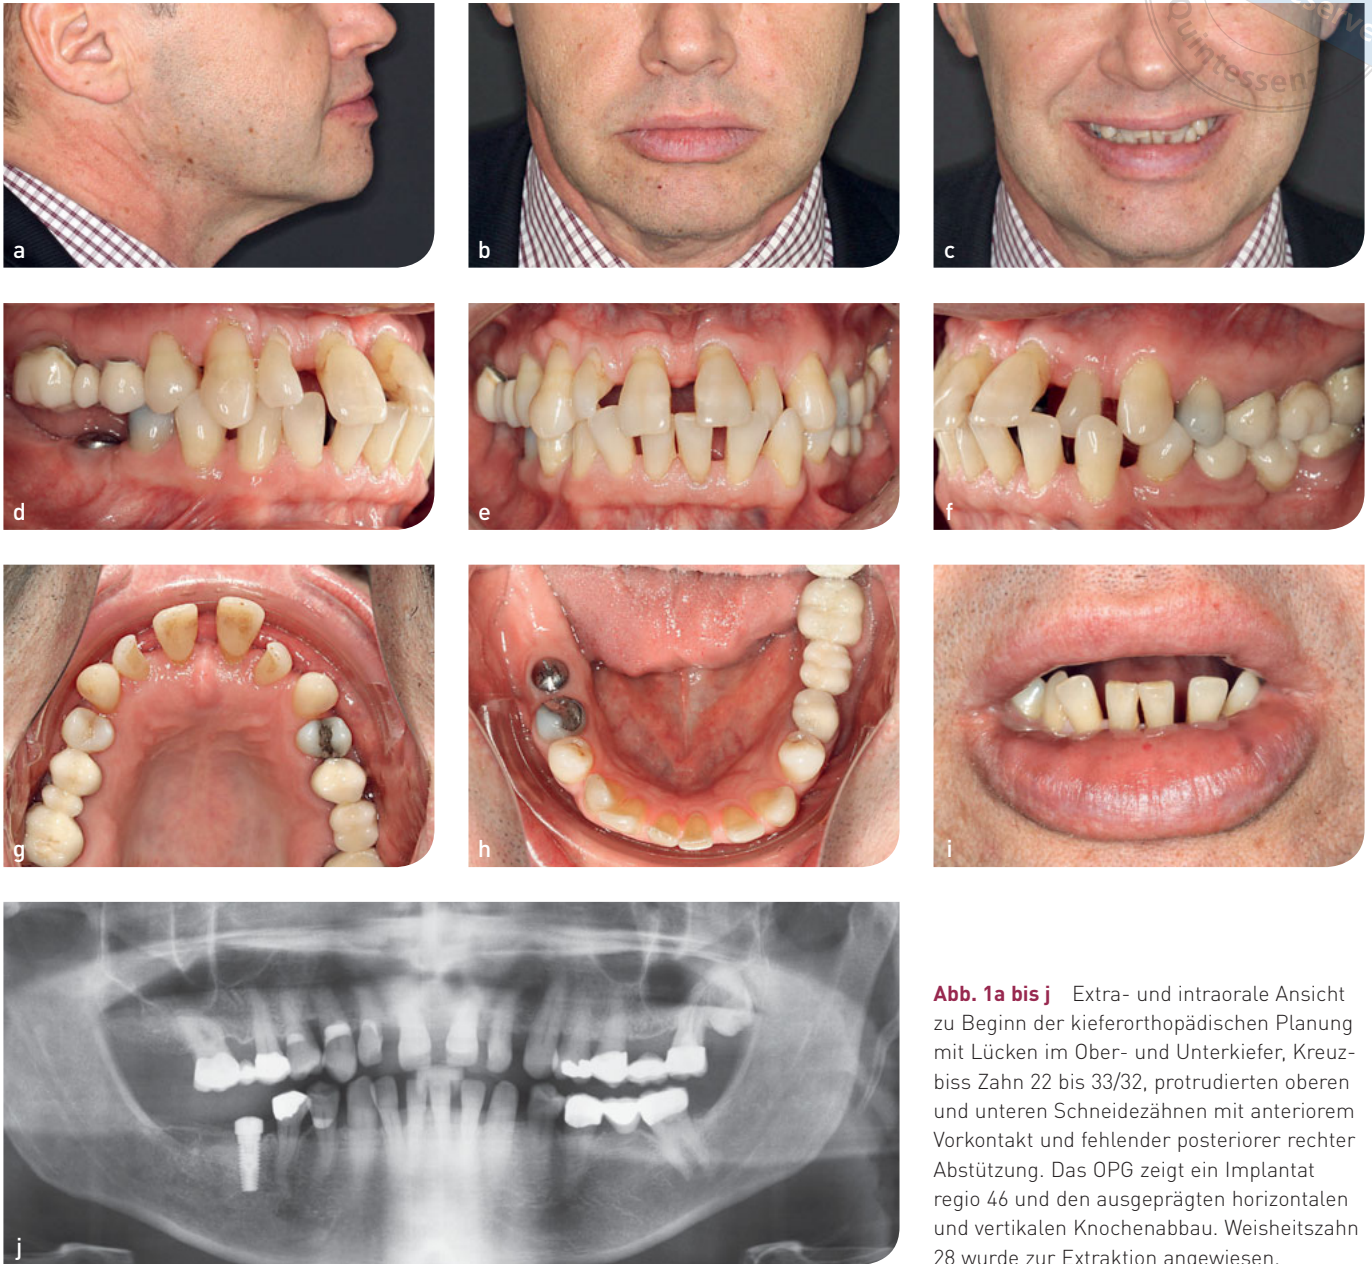 Quintessenz
a
b
c
d
e
f
g
h
i
j
Abb. 1a bis j Extra- und intraorale Ansicht
zu Beginn der kieferorthopädischen Planung
mit Lücken im Ober- und Unterkiefer, Kreuz-
biss Zahn 22 bis 33/32, protrudierten oberen
und unteren Schneidezähnen mit anteriorem
Vorkontakt und fehlender posteriorer rechter
Abstützung. Das OPG zeigt ein Implantat
regio 46 und den ausgeprägten horizontalen
und vertikalen Knochenabbau. Weisheitszahn
28 wurde zur Extraktion angewiesen.